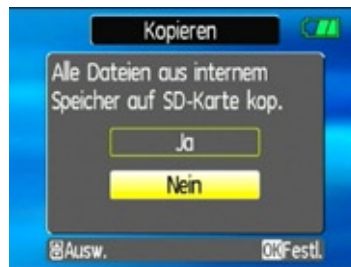 Kopieren
Alle Dateien aus internem
Speicher auf SD-Karte kop.
Ja
Nein
Ausw. OK Festl.